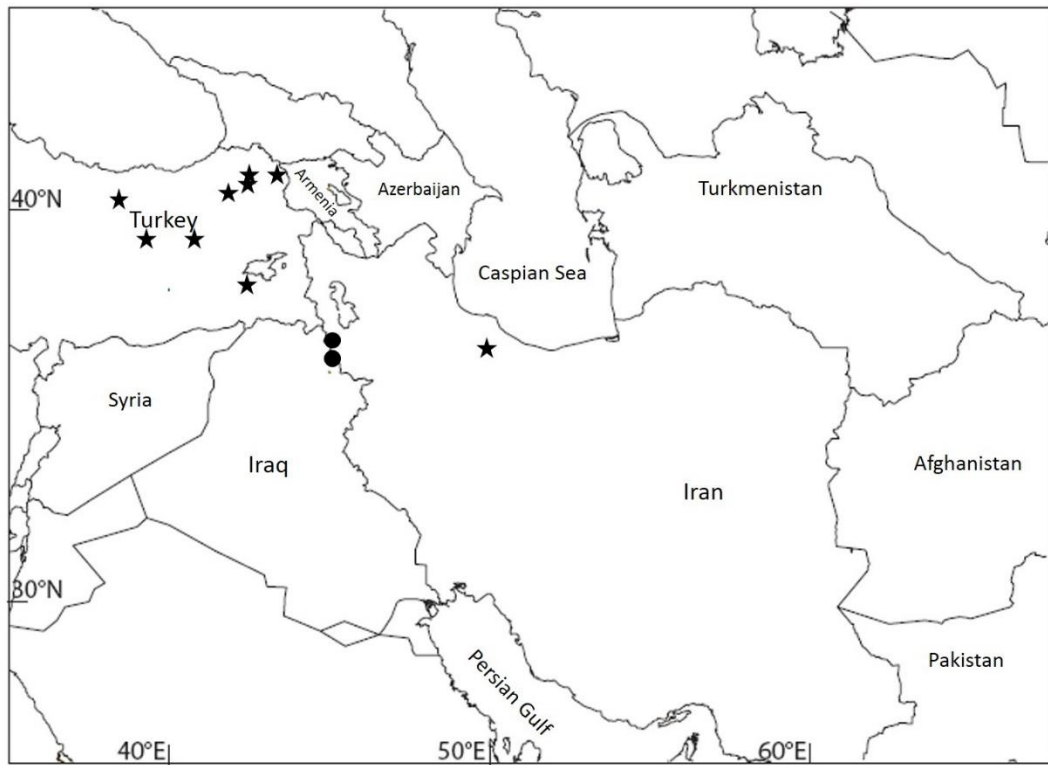 40°N
Turkey
Armenia
Azerbaijan
Turkmenistan
Caspian Sea
Syria
Iraq
Iran
Afghanistan
30°N
Persian Gulf
Pakistan
40°E
50°E
60°E